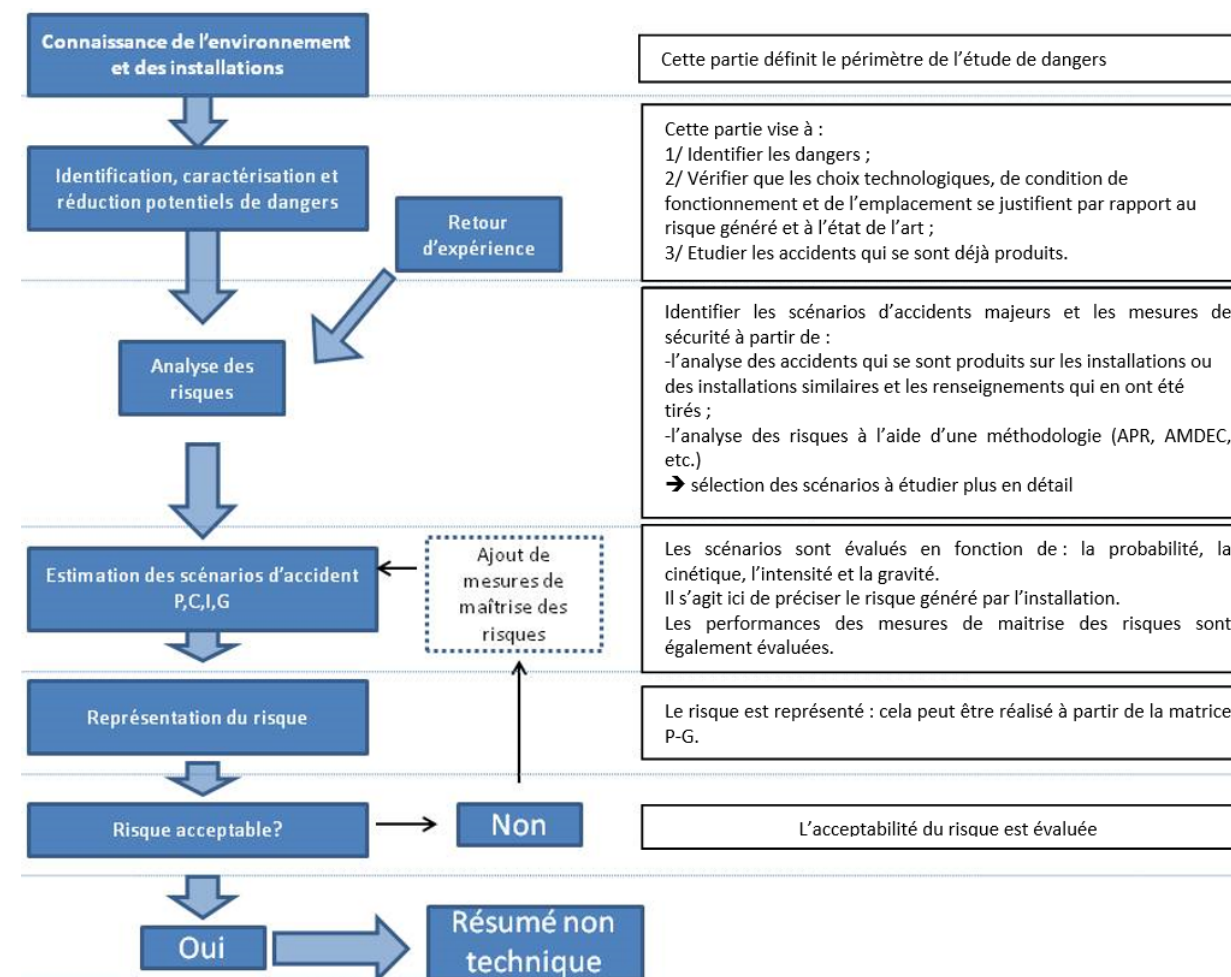 Connaissance de l'environnement
et des installations
Cette partie définit le périmètre de l'étude de dangers
Identification, caractérisation et
réduction potentiels de dangers
Retour
d'expérience
Cette partie vise à :
1/ Identifier les dangers ;
2/ Vérifier que les choix technologiques, de condition de
fonctionnement et de l'emplacement se justifient par rapport au
risque généré et à l'état de l'art ;
3/ Etudier les accidents qui se sont déjà produits.
Analyse des
risques
Identifier les scénarios d'accidents majeurs et les mesures de
sécurité à partir de :
-l'analyse des accidents qui se sont produits sur les installations ou
des installations similaires et les renseignements qui en ont été
tirés ;
-l'analyse des risques à l'aide d'une méthodologie (APR, AMDEC,
etc.)
➔ sélection des scénarios à étudier plus en détail
Estimation des scénarios d'accident
P,C,I,G
Ajout de
mesures de
maîtrise des
risques
Les scénarios sont évalués en fonction de : la probabilité, la
cinétique, l'intensité et la gravité.
Il s'agit ici de préciser le risque généré par l'installation.
Les performances des mesures de maitrise des risques sont
également évaluées.
Représentation du risque
Le risque est représenté : cela peut être réalisé à partir de la matrice
P-G.
Risque acceptable?
Non
L'acceptabilité du risque est évaluée
Oui
Résumé non
technique